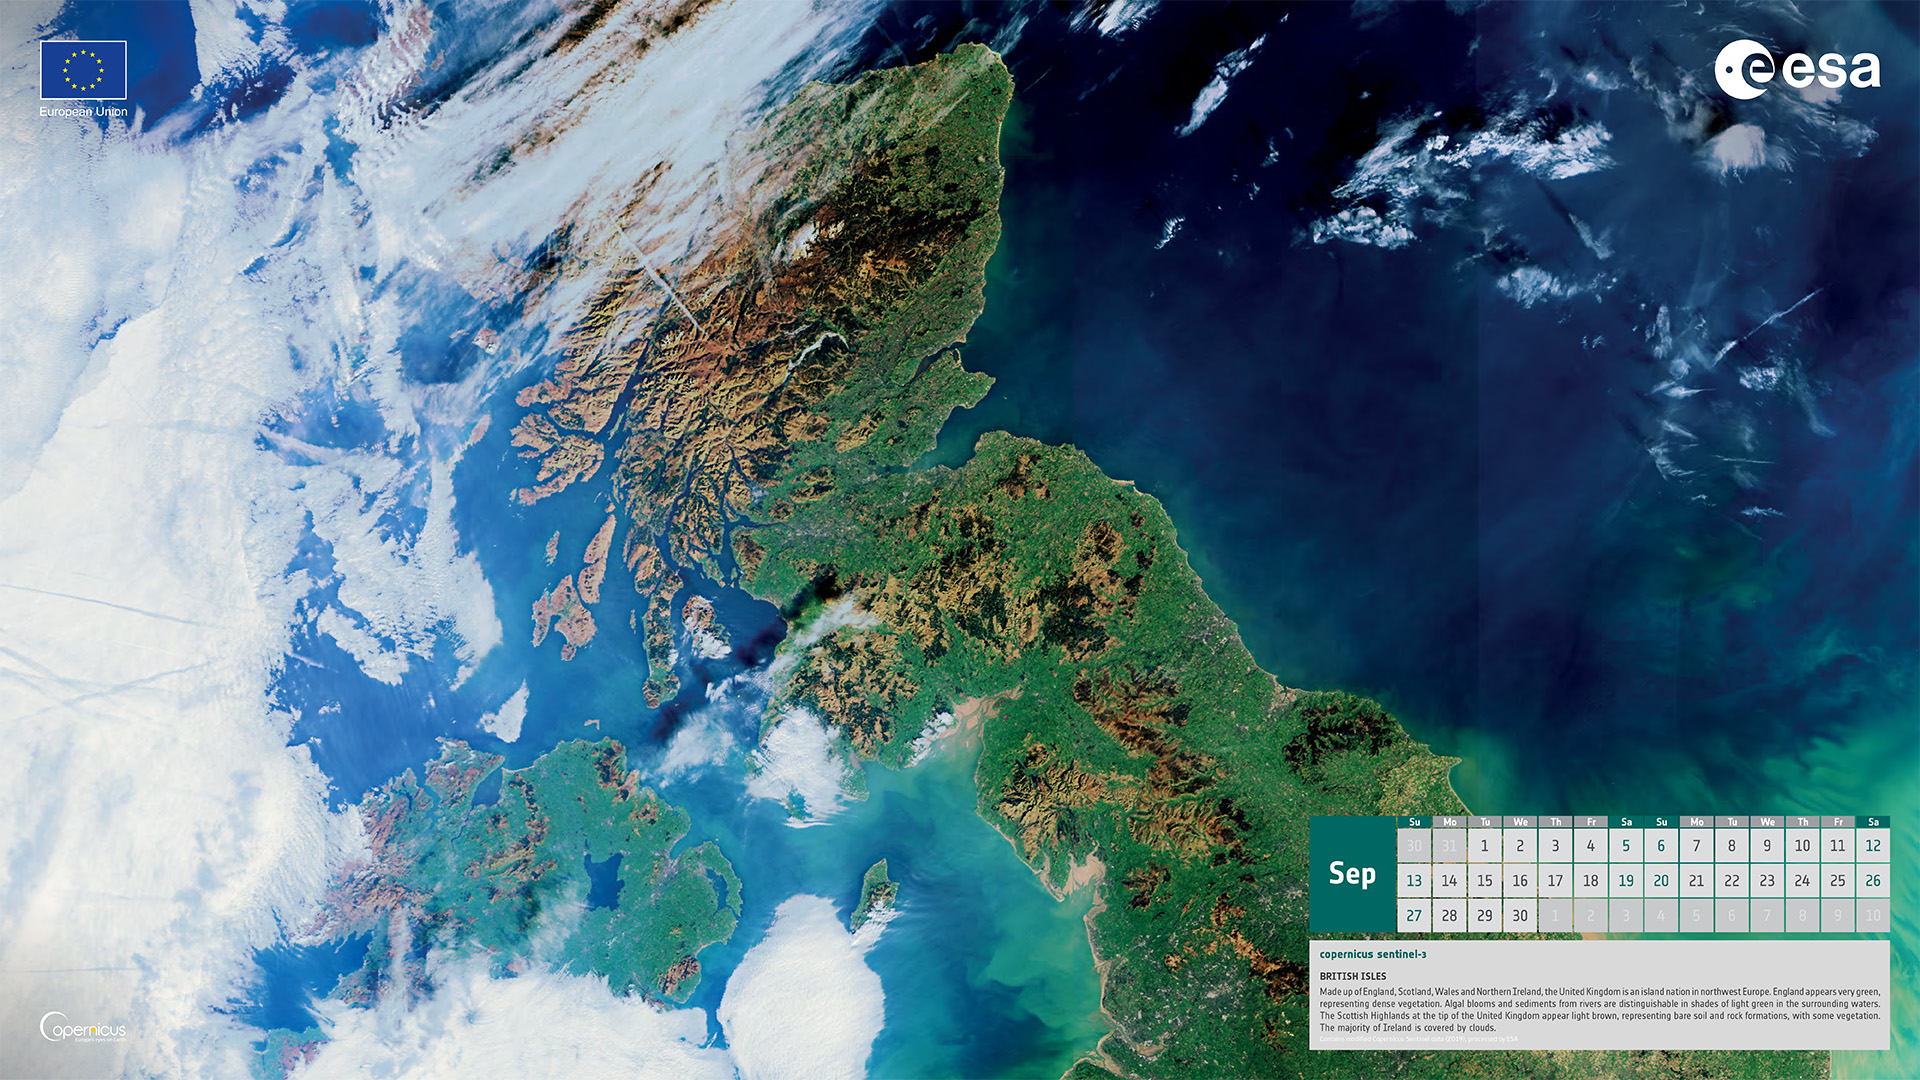 European Union
esa
Sep
Su Mo Tu We Th Fr Sa Su Mo Tu We Th Fr Sa
30 31 1 2 3 4 5 6 7 8 9 10 11 12
13 14 15 16 17 18 19 20 21 22 23 24 25 26
27 28 29 30 1 2 3 4 5 6 7 8 9 10
copernicus sentinel-3
BRITISH ISLES
Made up of England, Scotland, Wales and Northern Ireland, the United Kingdom is an island nation in northwest Europe. England appears very green,
representing dense vegetation. Algal blooms and sediments from rivers are distinguishable in shades of light green in the surrounding waters.
The Scottish Highlands at the tip of the United Kingdom appear light brown, representing bare soil and rock formations, with some vegetation.
The majority of Ireland is covered by clouds.
Contains modified Copernicus Sentinel data (2019), processed by ESA
Copernicus
Europe's eyes on Earth